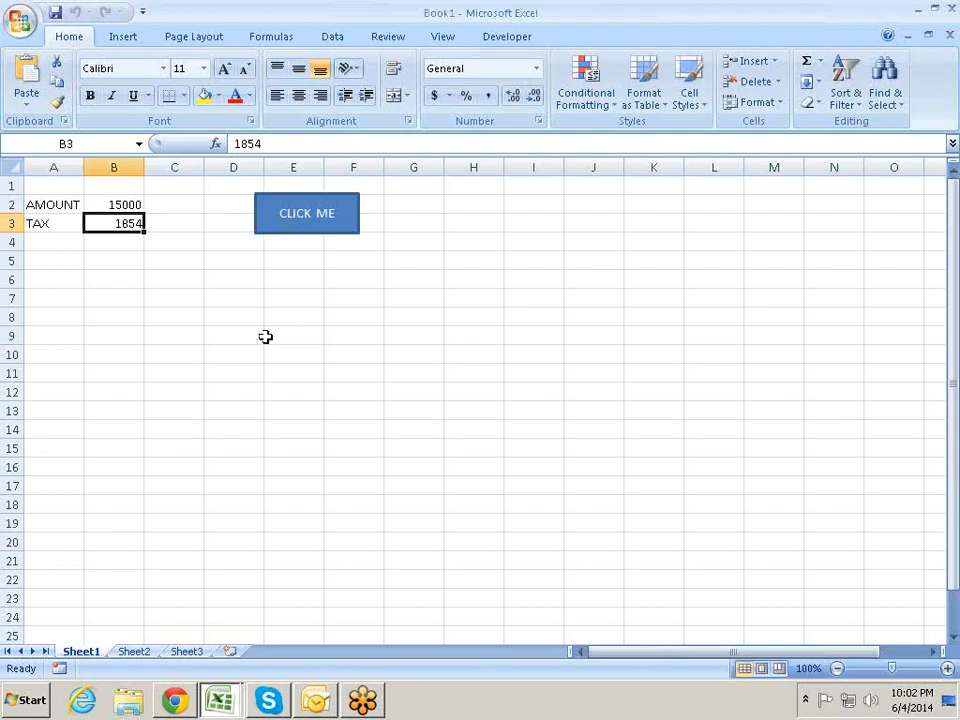 Book1 - Microsoft Excel
Home Insert Page Layout Formulas Data Review View Developer
Paste
Clipboard
Calibri 11
B I U
Font
Alignment
General
$ % ,
Number
Conditional Formatting
Format as Table
Cell Styles
Styles
Insert
Delete
Format
Cells
Σ
Sort & Filter
Find & Select
Editing
B3 fx 1854
A B C D E F G H I J K L M N O
1
2 AMOUNT 15000 CLICK ME
3 TAX 1854
4
5
6
7
8
9
10
11
12
13
14
15
16
17
18
19
20
21
22
23
24
25
Sheet1 Sheet2 Sheet3
Ready 100%
Start 10:02 PM
6/4/2014